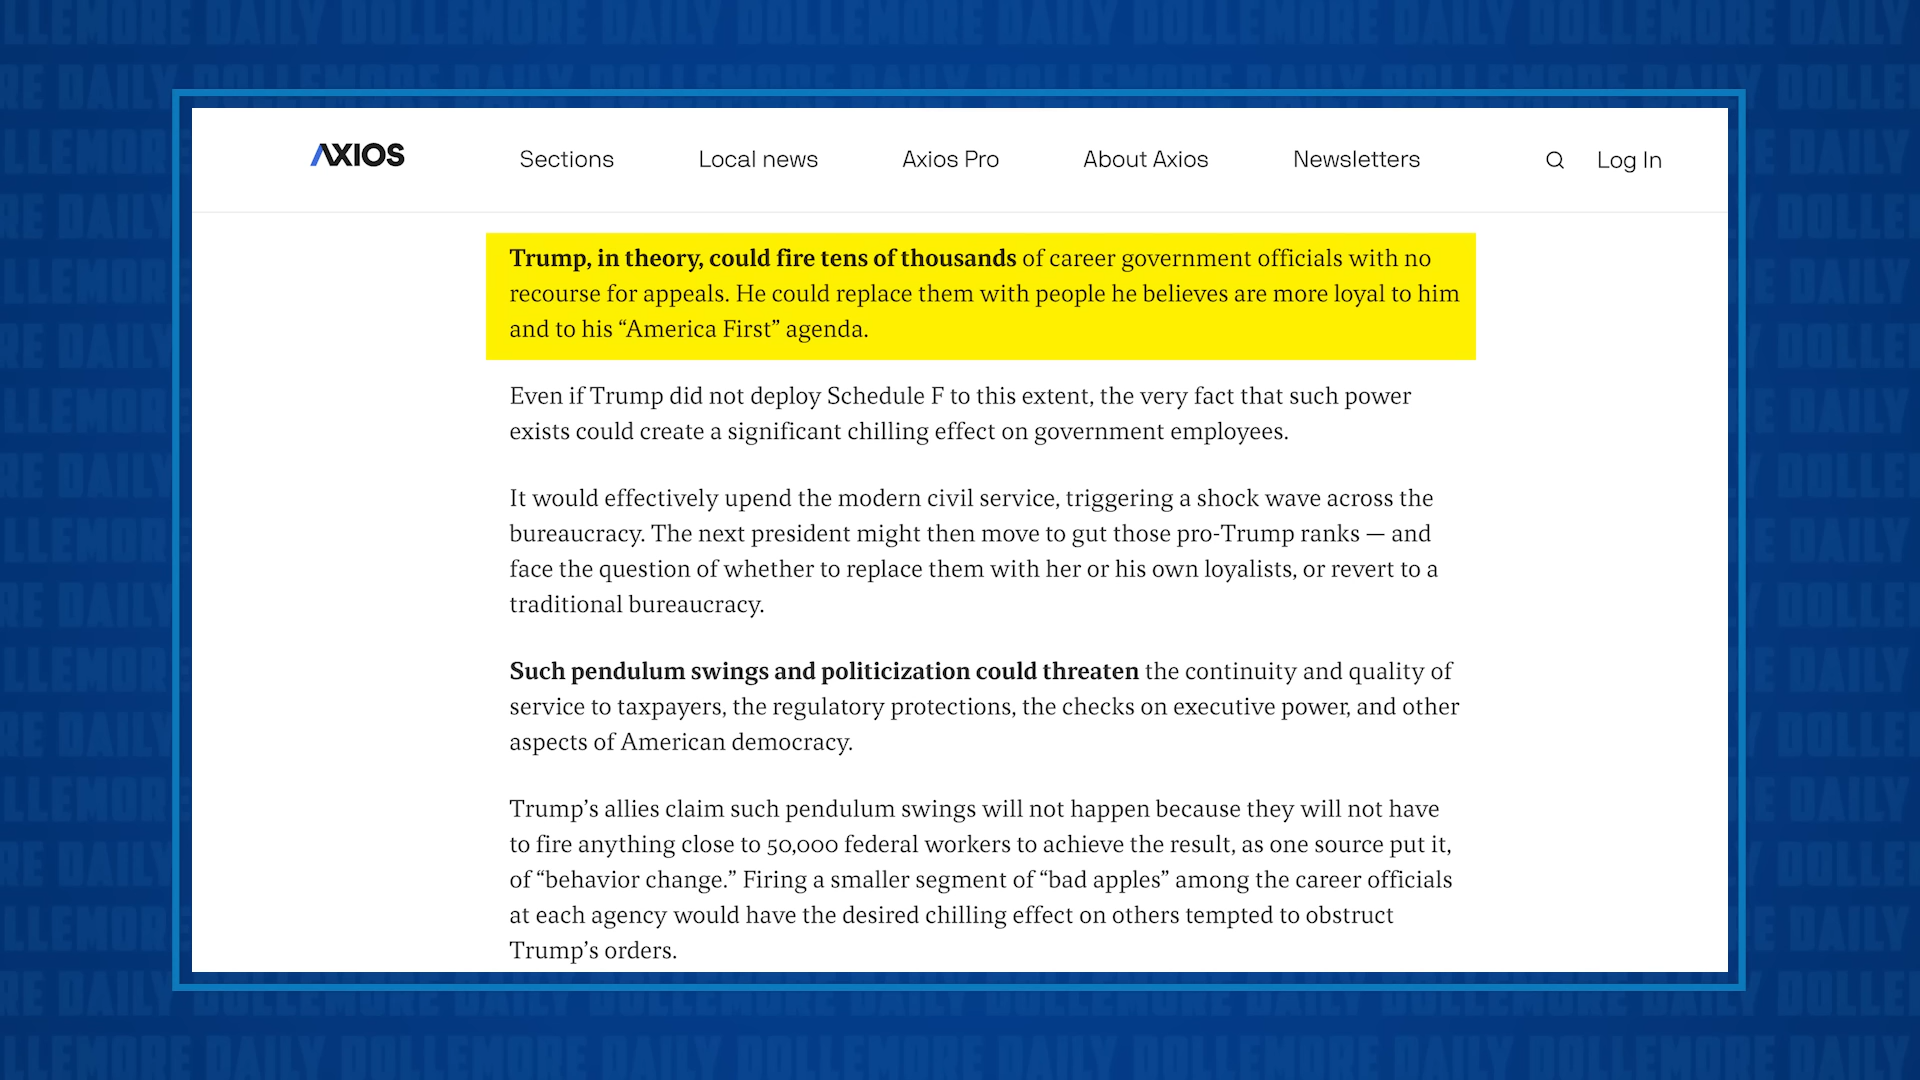 DOLLEMORE DAILY DOLLEMORE DAILY DOLLEMORE DAILY
AXIOS
Sections
Local news
Axios Pro
About Axios
Newsletters
Log In
Trump, in theory, could fire tens of thousands of career government officials with no
recourse for appeals. He could replace them with people he believes are more loyal to him
and to his “America First” agenda.
Even if Trump did not deploy Schedule F to this extent, the very fact that such power
exists could create a significant chilling effect on government employees.
It would effectively upend the modern civil service, triggering a shock wave across the
bureaucracy. The next president might then move to gut those pro-Trump ranks — and
face the question of whether to replace them with her or his own loyalists, or revert to a
traditional bureaucracy.
Such pendulum swings and politicization could threaten the continuity and quality of
service to taxpayers, the regulatory protections, the checks on executive power, and other
aspects of American democracy.
Trump’s allies claim such pendulum swings will not happen because they will not have
to fire anything close to 50,000 federal workers to achieve the result, as one source put it,
of “behavior change.” Firing a smaller segment of “bad apples” among the career officials
at each agency would have the desired chilling effect on others tempted to obstruct
Trump’s orders.